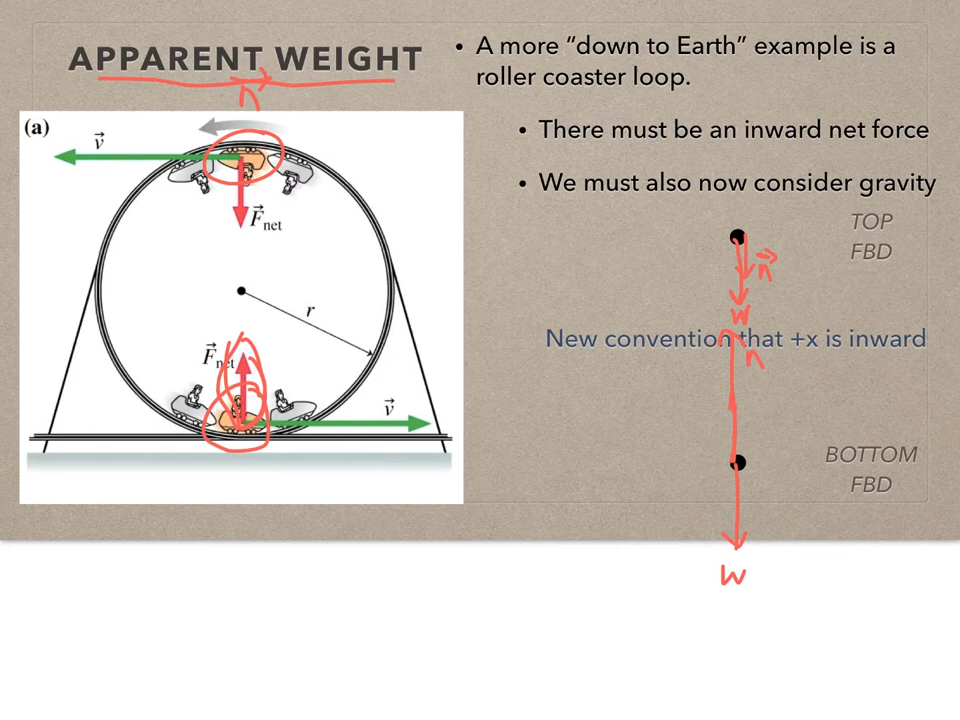 APPARENT WEIGHT
n
(a)
v
F net
r
F net
v
• A more “down to Earth” example is a
roller coaster loop.
• There must be an inward net force
• We must also now consider gravity
TOP
FBD
n
w
New convention that +x is inward
n
BOTTOM
FBD
w